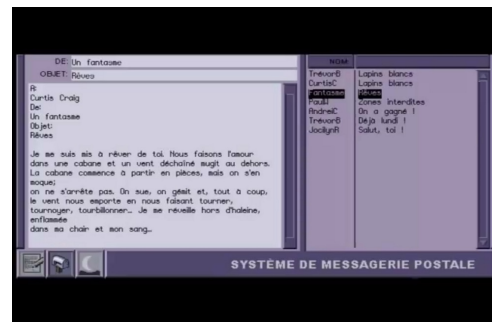 DE: Un fantasme
OBJET: Rêves
A:
Curtis Craig
De:
Un fantasme
Objet:
Rêves
Je me suis mis à rêver de toi. Nous faisons l'amour
dans une cabane et un vent déchaîné mugit au dehors.
La cabane commence à partir en pièces, mais on s'en
moque;
on ne s'arrête pas. On sue, on gémit et, tout à coup,
le vent nous emporte en nous faisant tourner,
tournoyer, tourbillonner... Je me réveille hors d'haleine,
enflammée
dans ma chair et mon sang...
NOM
TrevorB Lapins blancs
CurtisC Lapins blancs
Fantasme Rêves
PaulW Zones interdites
AndreiC On a gagné !
TrevorB Déja lundi !
JocilynR Salut, toi !
SYSTÈME DE MESSAGERIE POSTALE